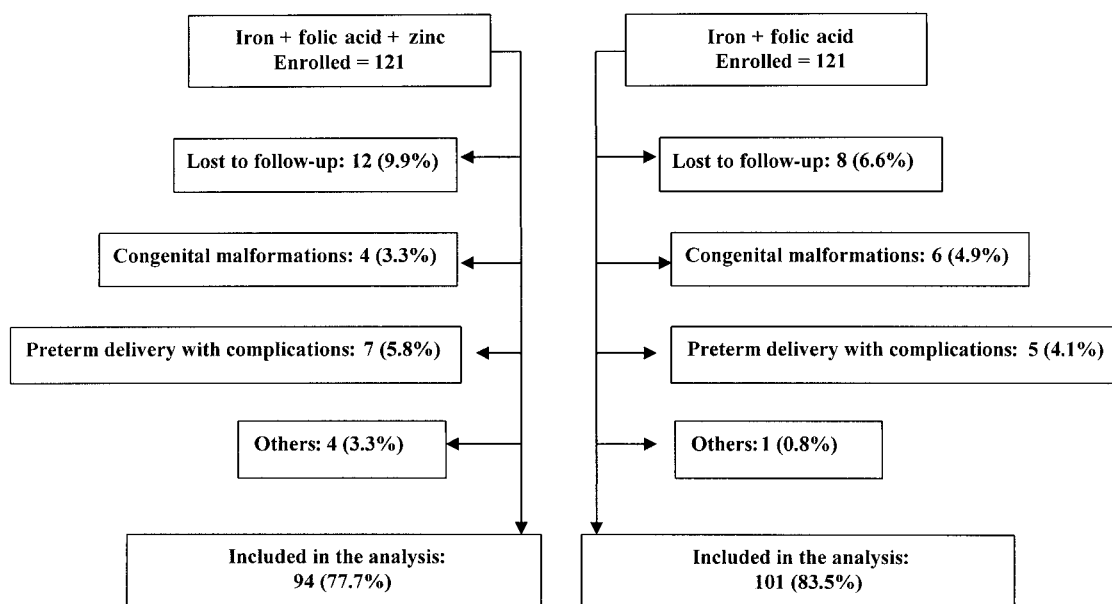 Iron + folic acid + zinc
Enrolled = 121
Iron + folic acid
Enrolled = 121
Lost to follow-up: 12 (9.9%)
Lost to follow-up: 8 (6.6%)
Congenital malformations: 4 (3.3%)
Congenital malformations: 6 (4.9%)
Preterm delivery with complications: 7 (5.8%)
Preterm delivery with complications: 5 (4.1%)
Others: 4 (3.3%)
Others: 1 (0.8%)
Included in the analysis:
94 (77.7%)
Included in the analysis:
101 (83.5%)